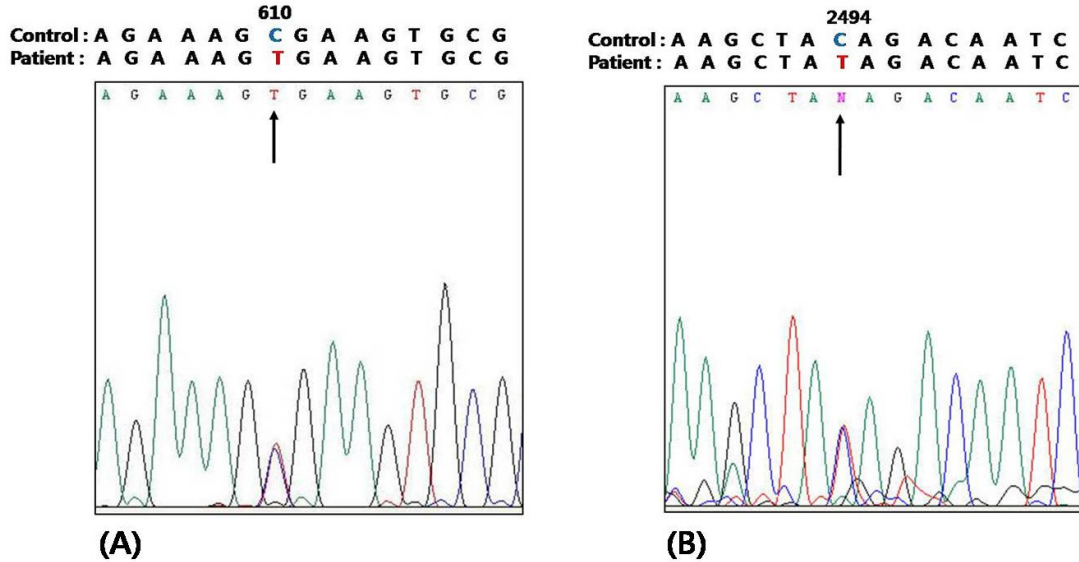 610
Control : A G A A A G C G A A G T G C G
Patient : A G A A A G T G A A G T G C G
A G A A A G T G A A G T G C G
(A)
2494
Control : A A G C T A C A G A C A A T C
Patient : A A G C T A T A G A C A A T C
A A G C T A N A G A C A A T C
(B)